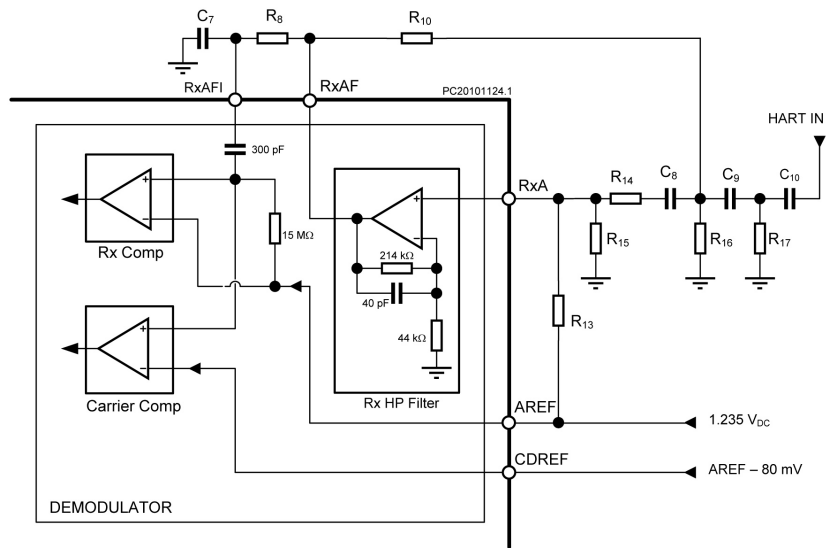 C7
R8
R10
RxAFI
RxAF
PC20101124.1
HART IN
300 pF
RxA
R14
C8
C9
C10
15 MΩ
Rx Comp
214 kΩ
40 pF
R15
R16
R17
R13
44 kΩ
Carrier Comp
Rx HP Filter
AREF
1.235 VDC
CDREF
AREF – 80 mV
DEMODULATOR
+
–
+
–
+
–